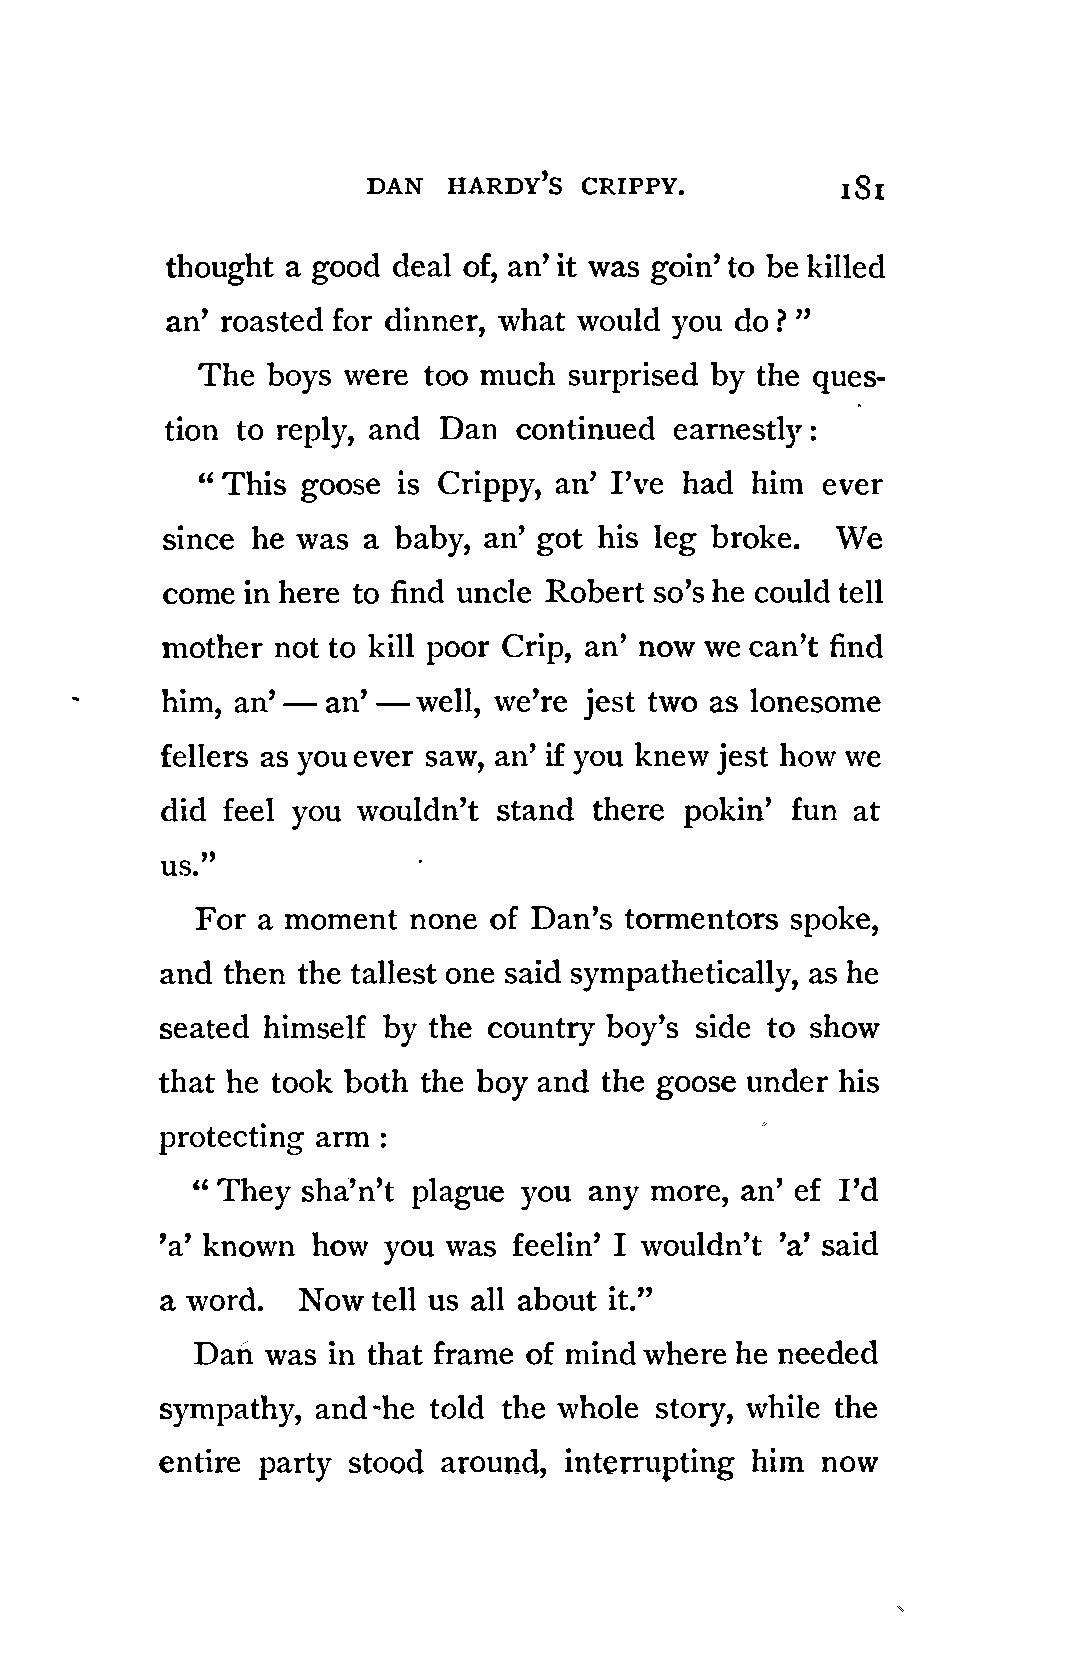 DAN HARDY'S CRIPPY. 181
thought a good deal of, an' it was goin' to be killed
an' roasted for dinner, what would you do?"
The boys were too much surprised by the ques-
tion to reply, and Dan continued earnestly:
"This goose is Crippy, an' I've had him ever
since he was a baby, an' got his leg broke. We
come in here to find uncle Robert so's he could tell
mother not to kill poor Crip, an' now we can't find
him, an' — an' — well, we're jest two as lonesome
fellers as you ever saw, an' if you knew jest how we
did feel you wouldn't stand there pokin' fun at
us."
For a moment none of Dan's tormentors spoke,
and then the tallest one said sympathetically, as he
seated himself by the country boy's side to show
that he took both the boy and the goose under his
protecting arm :
"They sha'n't plague you any more, an' ef I'd
'a' known how you was feelin' I wouldn't 'a' said
a word. Now tell us all about it."
Dan was in that frame of mind where he needed
sympathy, and he told the whole story, while the
entire party stood around, interrupting him now